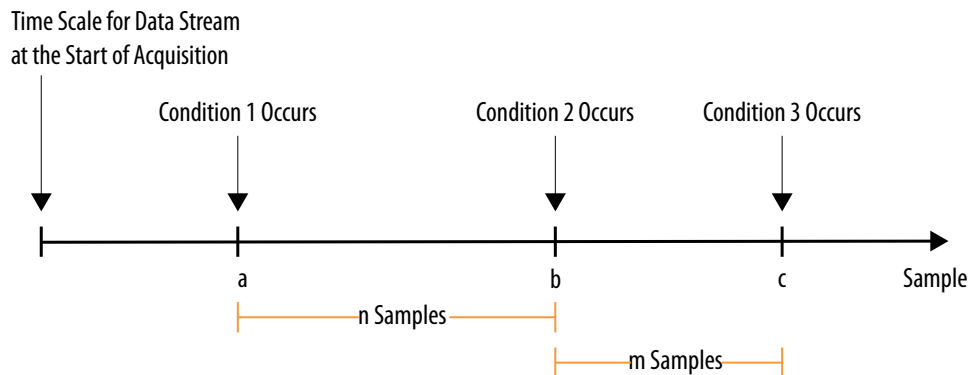 Time Scale for Data Stream
at the Start of Acquisition
Condition 1 Occurs
Condition 2 Occurs
Condition 3 Occurs
a
b
c
Sample
n Samples
m Samples